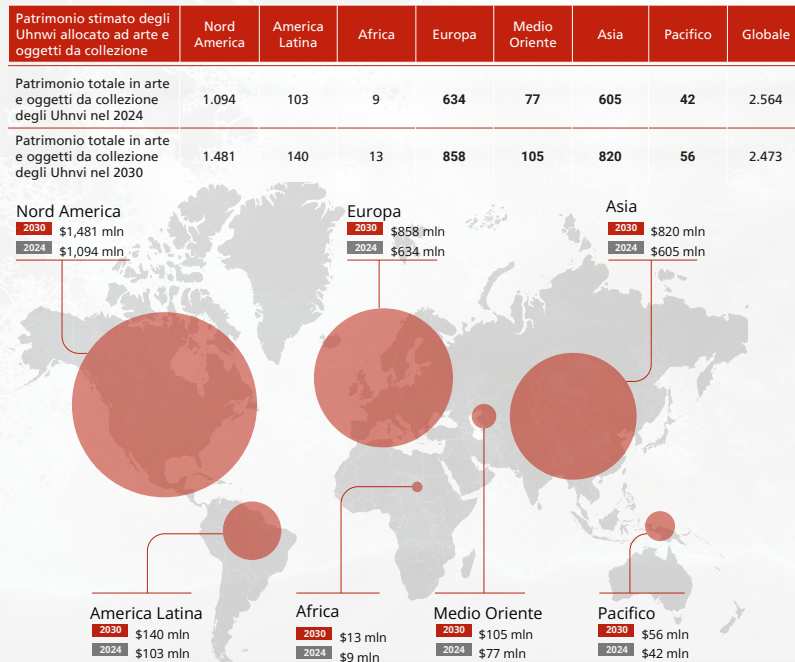 Patrimonio stimato degli
Uhnwi allocato ad arte e
oggetti da collezione
Nord
America
America
Latina
Africa
Europa
Medio
Oriente
Asia
Pacifico
Globale
Patrimonio totale in arte
e oggetti da collezione
degli Uhnvi nel 2024
1.094
103
9
634
77
605
42
2.564
Patrimonio totale in arte
e oggetti da collezione
degli Uhnvi nel 2030
1.481
140
13
858
105
820
56
2.473
Nord America
2030 $1,481 mln
2024 $1,094 mln
Europa
2030 $858 mln
2024 $634 mln
Asia
2030 $820 mln
2024 $605 mln
America Latina
2030 $140 mln
2024 $103 mln
Africa
2030 $13 mln
2024 $9 mln
Medio Oriente
2030 $105 mln
2024 $77 mln
Pacifico
2030 $56 mln
2024 $42 mln